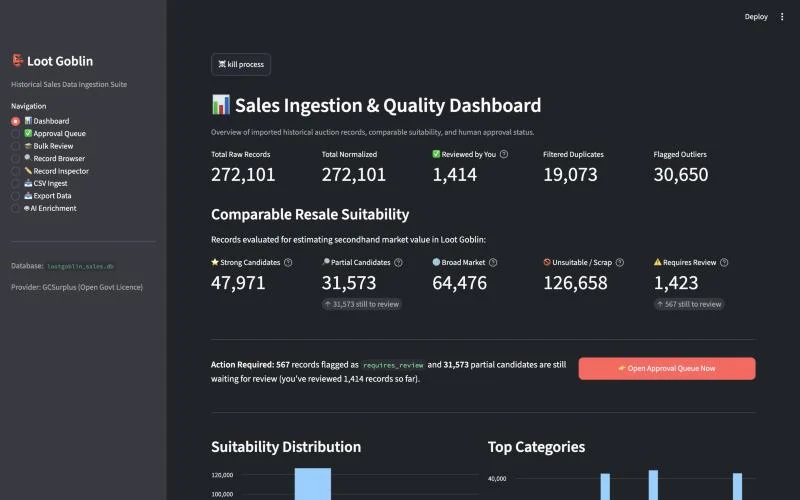 Deploy
Loot Goblin
Historical Sales Data Ingestion Suite
Navigation
Dashboard
Approval Queue
Bulk Review
Record Browser
Record Inspector
CSV Ingest
Export Data
AI Enrichment
Database: lootgoblin_sales.db
Provider: GCSurplus (Open Govt Licence)
kill process
Sales Ingestion & Quality Dashboard
Overview of imported historical auction records, comparable suitability, and human approval status.
Total Raw Records
272,101
Total Normalized
272,101
Reviewed by You
1,414
Filtered Duplicates
19,073
Flagged Outliers
30,650
Comparable Resale Suitability
Records evaluated for estimating secondhand market value in Loot Goblin:
Strong Candidates
47,971
Partial Candidates
31,573
↑ 31,573 still to review
Broad Market
64,476
Unsuitable / Scrap
126,658
Requires Review
1,423
↑ 567 still to review
Action Required: 567 records flagged as requires_review and 31,573 partial candidates are still
waiting for review (you've reviewed 1,414 records so far).
Open Approval Queue Now
Suitability Distribution
120,000
100,000
Top Categories
40,000